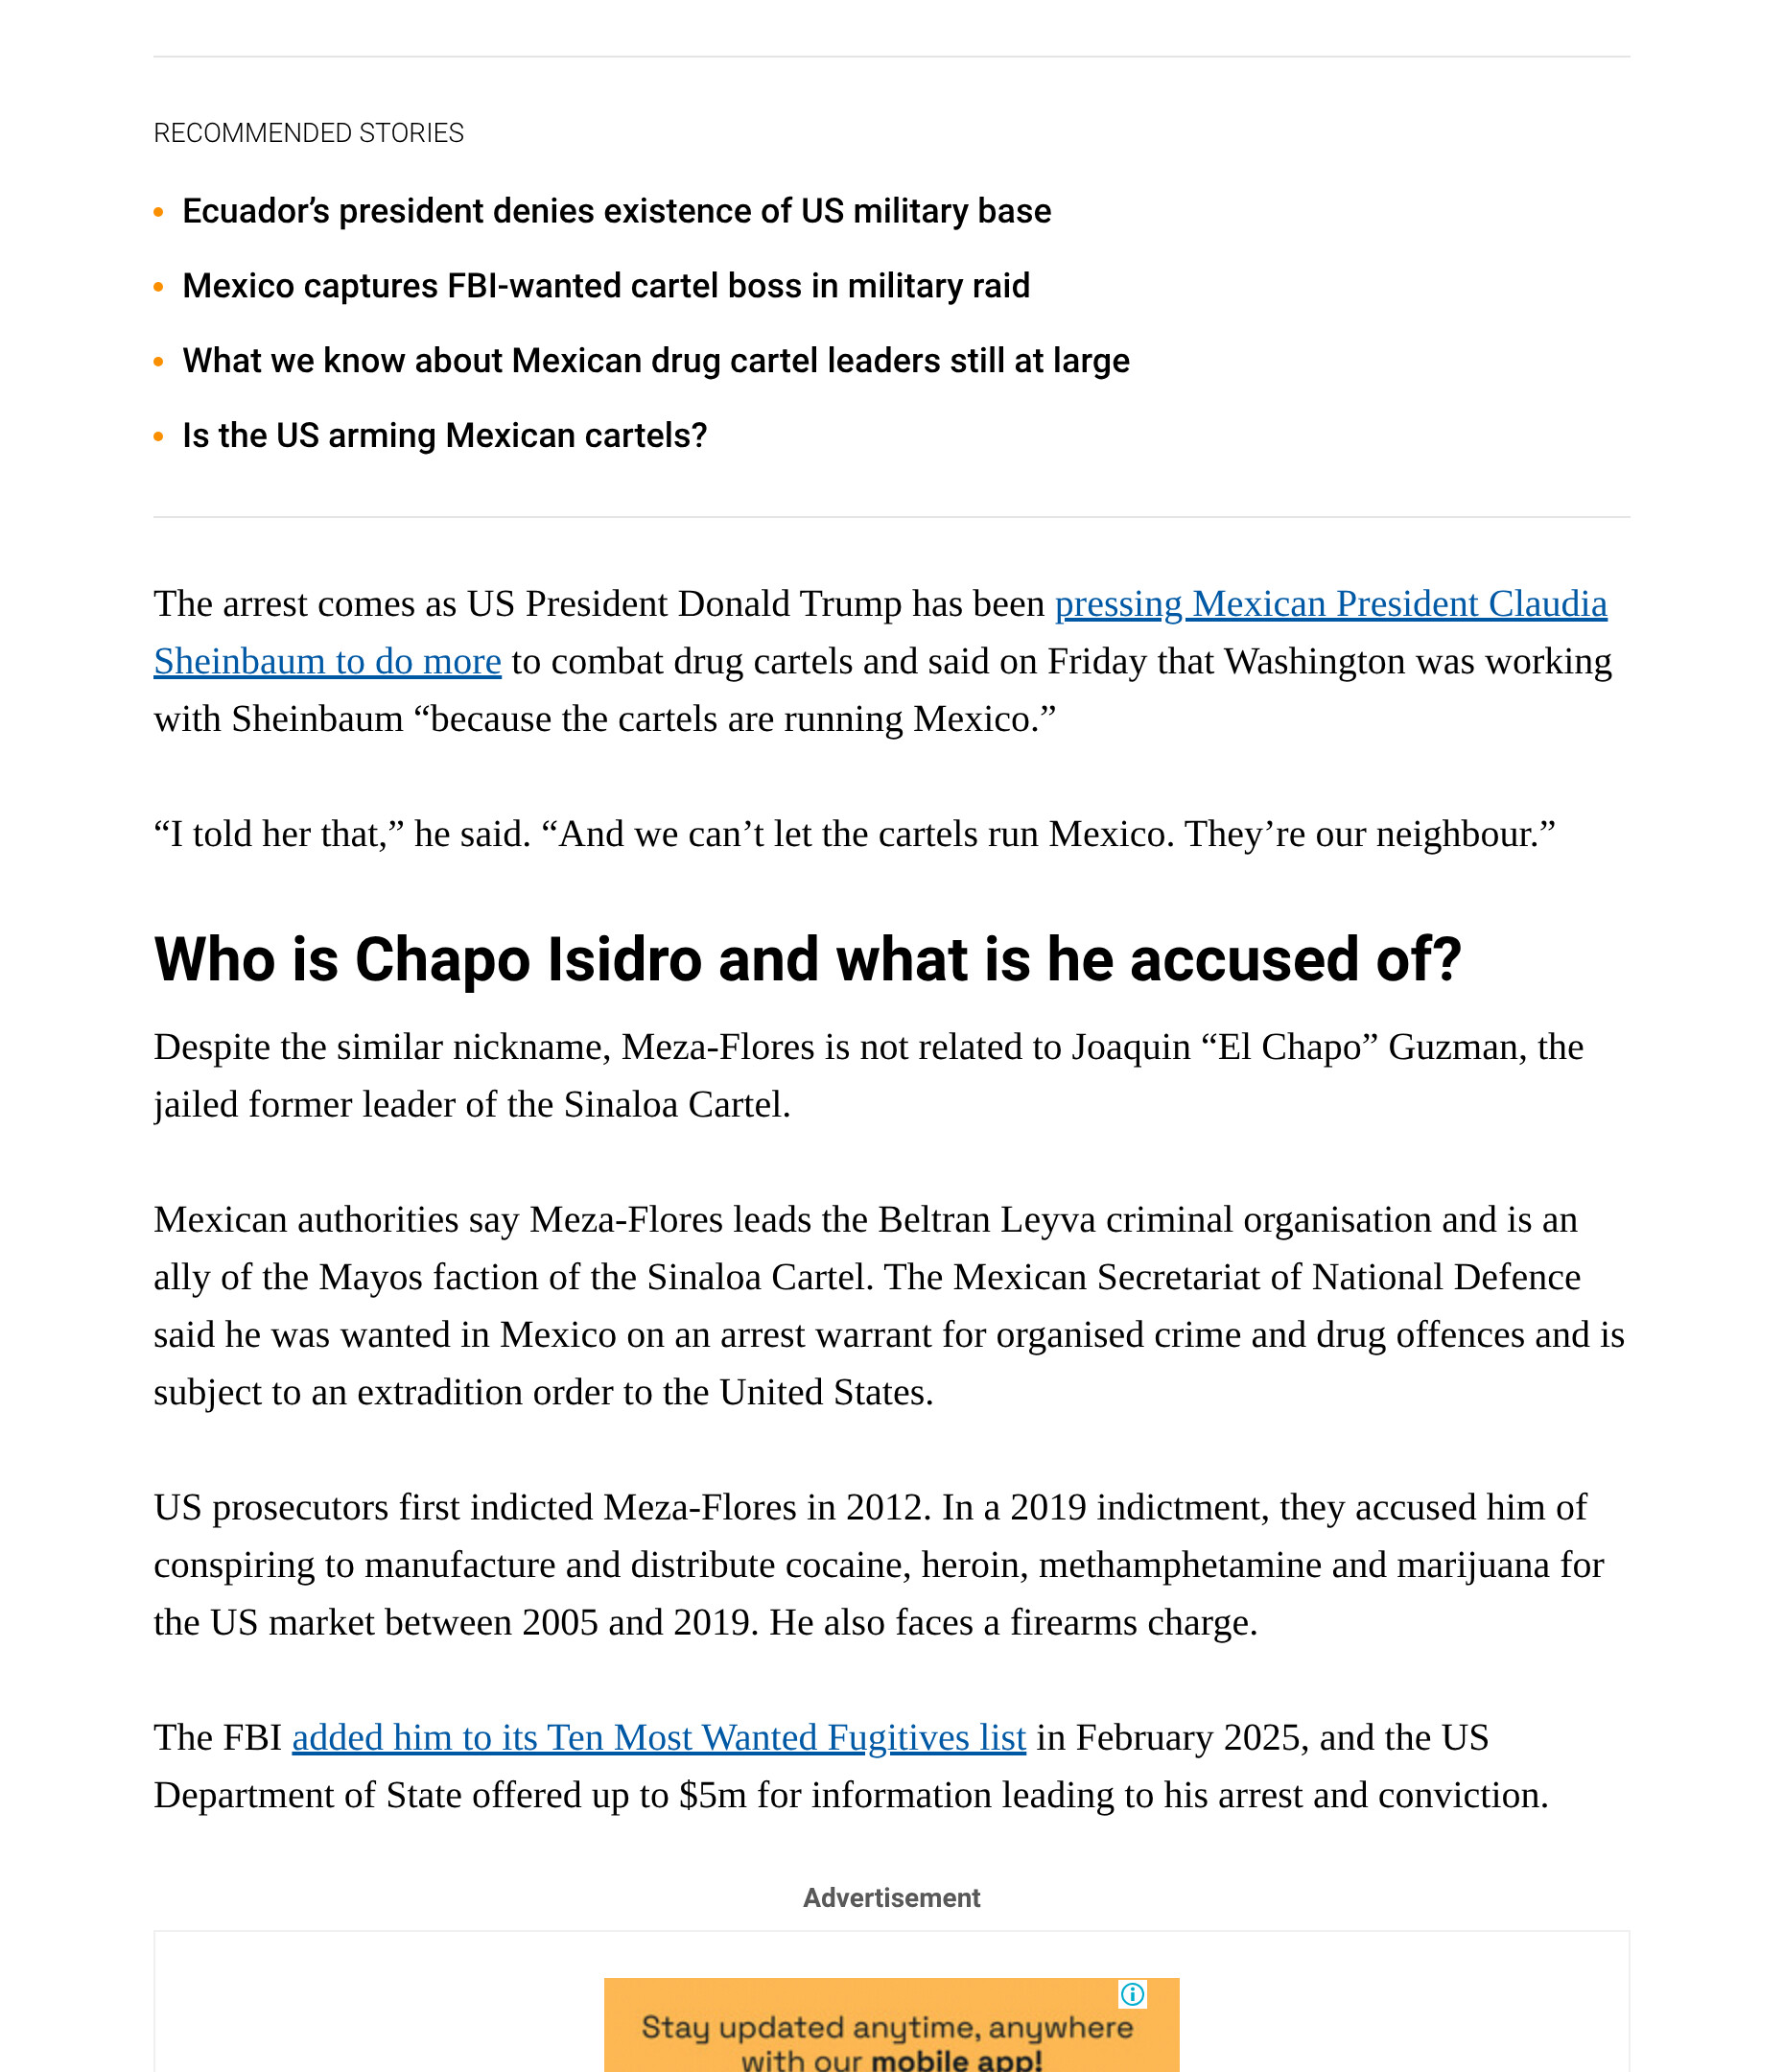 RECOMMENDED STORIES
Ecuador’s president denies existence of US military base
Mexico captures FBI-wanted cartel boss in military raid
What we know about Mexican drug cartel leaders still at large
Is the US arming Mexican cartels?
The arrest comes as US President Donald Trump has been pressing Mexican President Claudia
Sheinbaum to do more to combat drug cartels and said on Friday that Washington was working
with Sheinbaum “because the cartels are running Mexico.”
“I told her that,” he said. “And we can’t let the cartels run Mexico. They’re our neighbour.”
Who is Chapo Isidro and what is he accused of?
Despite the similar nickname, Meza-Flores is not related to Joaquin “El Chapo” Guzman, the
jailed former leader of the Sinaloa Cartel.
Mexican authorities say Meza-Flores leads the Beltran Leyva criminal organisation and is an
ally of the Mayos faction of the Sinaloa Cartel. The Mexican Secretariat of National Defence
said he was wanted in Mexico on an arrest warrant for organised crime and drug offences and is
subject to an extradition order to the United States.
US prosecutors first indicted Meza-Flores in 2012. In a 2019 indictment, they accused him of
conspiring to manufacture and distribute cocaine, heroin, methamphetamine and marijuana for
the US market between 2005 and 2019. He also faces a firearms charge.
The FBI added him to its Ten Most Wanted Fugitives list in February 2025, and the US
Department of State offered up to $5m for information leading to his arrest and conviction.
Advertisement
Stay updated anytime, anywhere
with our mobile app!